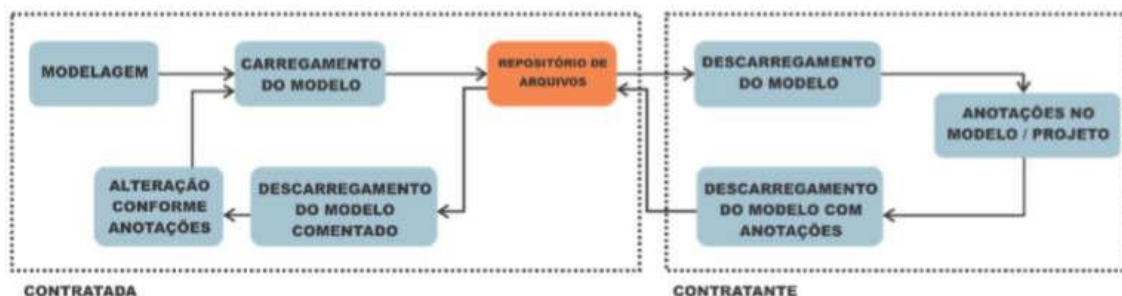 MODELAGEM
CARREGAMENTO
DO MODELO
REPOSITÓRIO DE
ARQUIVOS
DESCARREGAMENTO
DO MODELO
ANOTAÇÕES NO
MODELO / PROJETO
ALTERAÇÃO
CONFORME
ANOTAÇÕES
DESCARREGAMENTO
DO MODELO
COMENTADO
DESCARREGAMENTO
DO MODELO COM
ANOTAÇÕES
CONTRATADA
CONTRATANTE